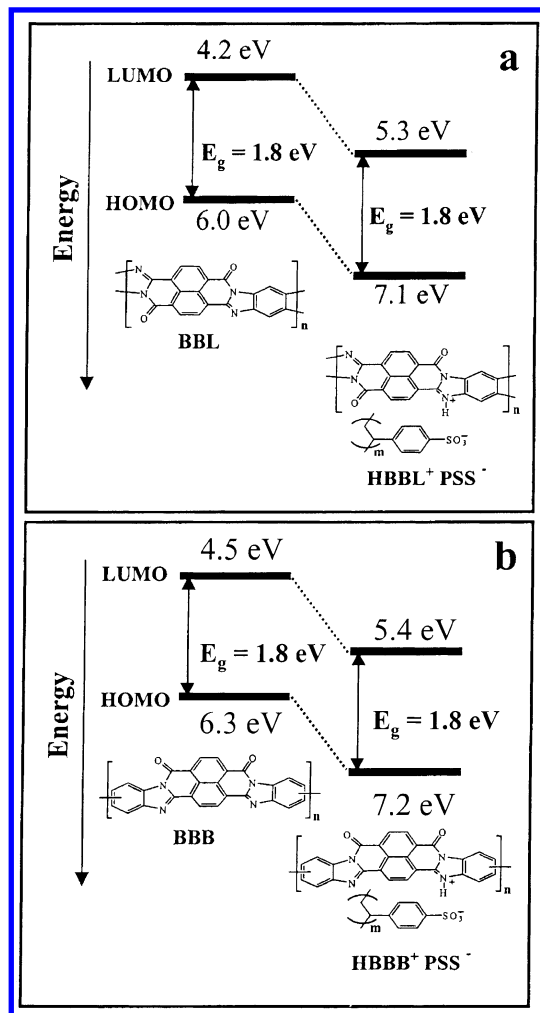 a
4.2 eV
LUMO
5.3 eV
E_g = 1.8 eV
HOMO
6.0 eV
E_g = 1.8 eV
7.1 eV
Energy
N
O
N
N
O
N
n
BBL
N
O
N
N
O
N
+
H
n
m
SO₃⁻
HBBL⁺ PSS⁻
b
4.5 eV
LUMO
5.4 eV
E_g = 1.8 eV
HOMO
6.3 eV
E_g = 1.8 eV
7.2 eV
Energy
O
O
N
N
N
N
n
BBB
O
O
N
N
N
N
+
H
n
m
SO₃⁻
HBBB⁺ PSS⁻